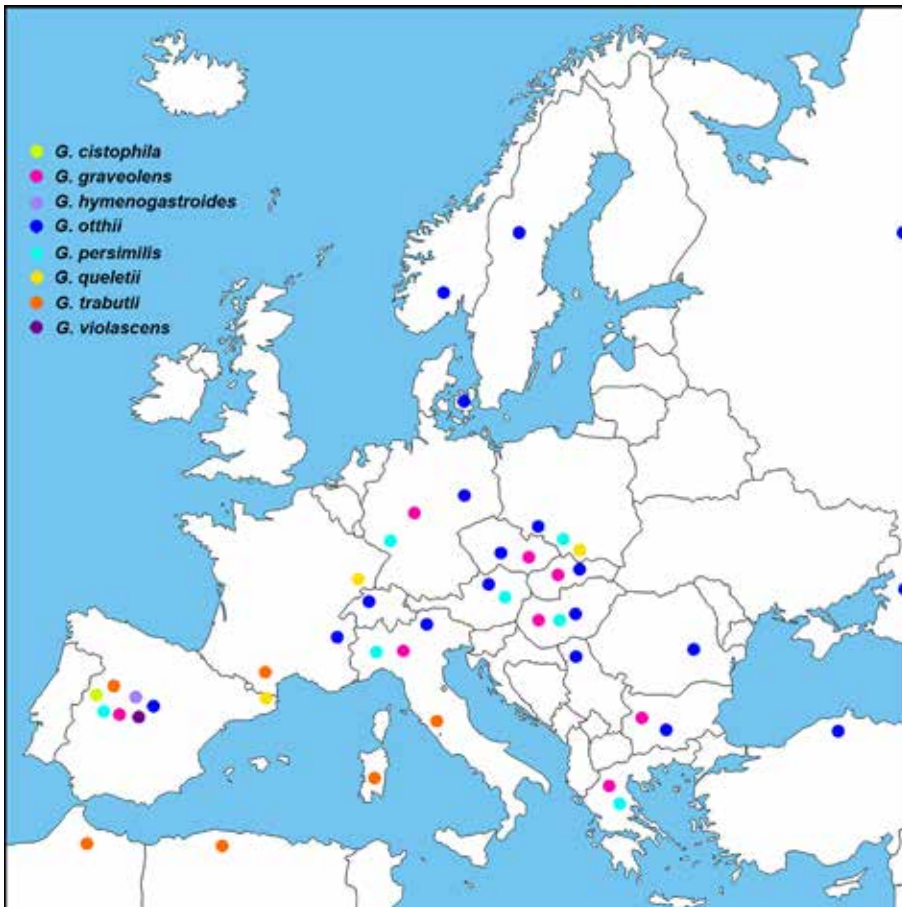 G. cistophila
G. graveolens
G. hymenogastroides
G. otthii
G. persimilis
G. queletii
G. trabutii
G. violascens